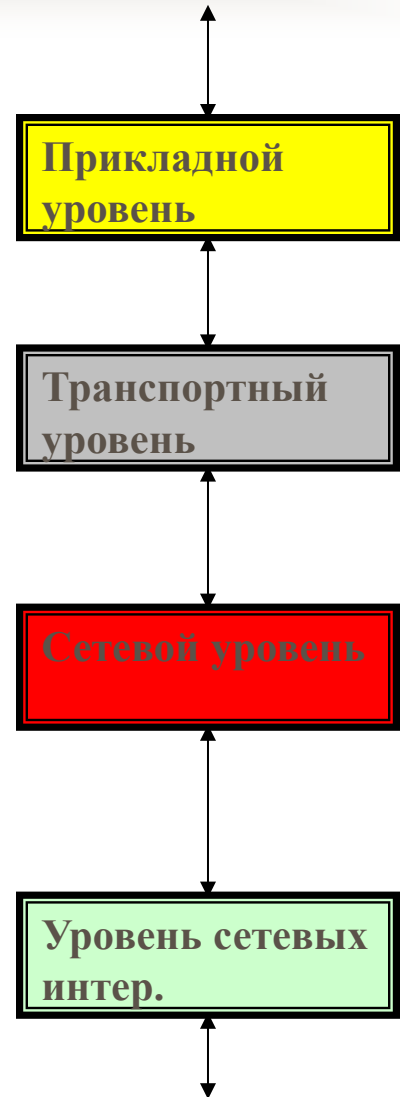 Прикладной
уровень
Транспортный
уровень
Сетевой уровень
Уровень сетевых
интер.